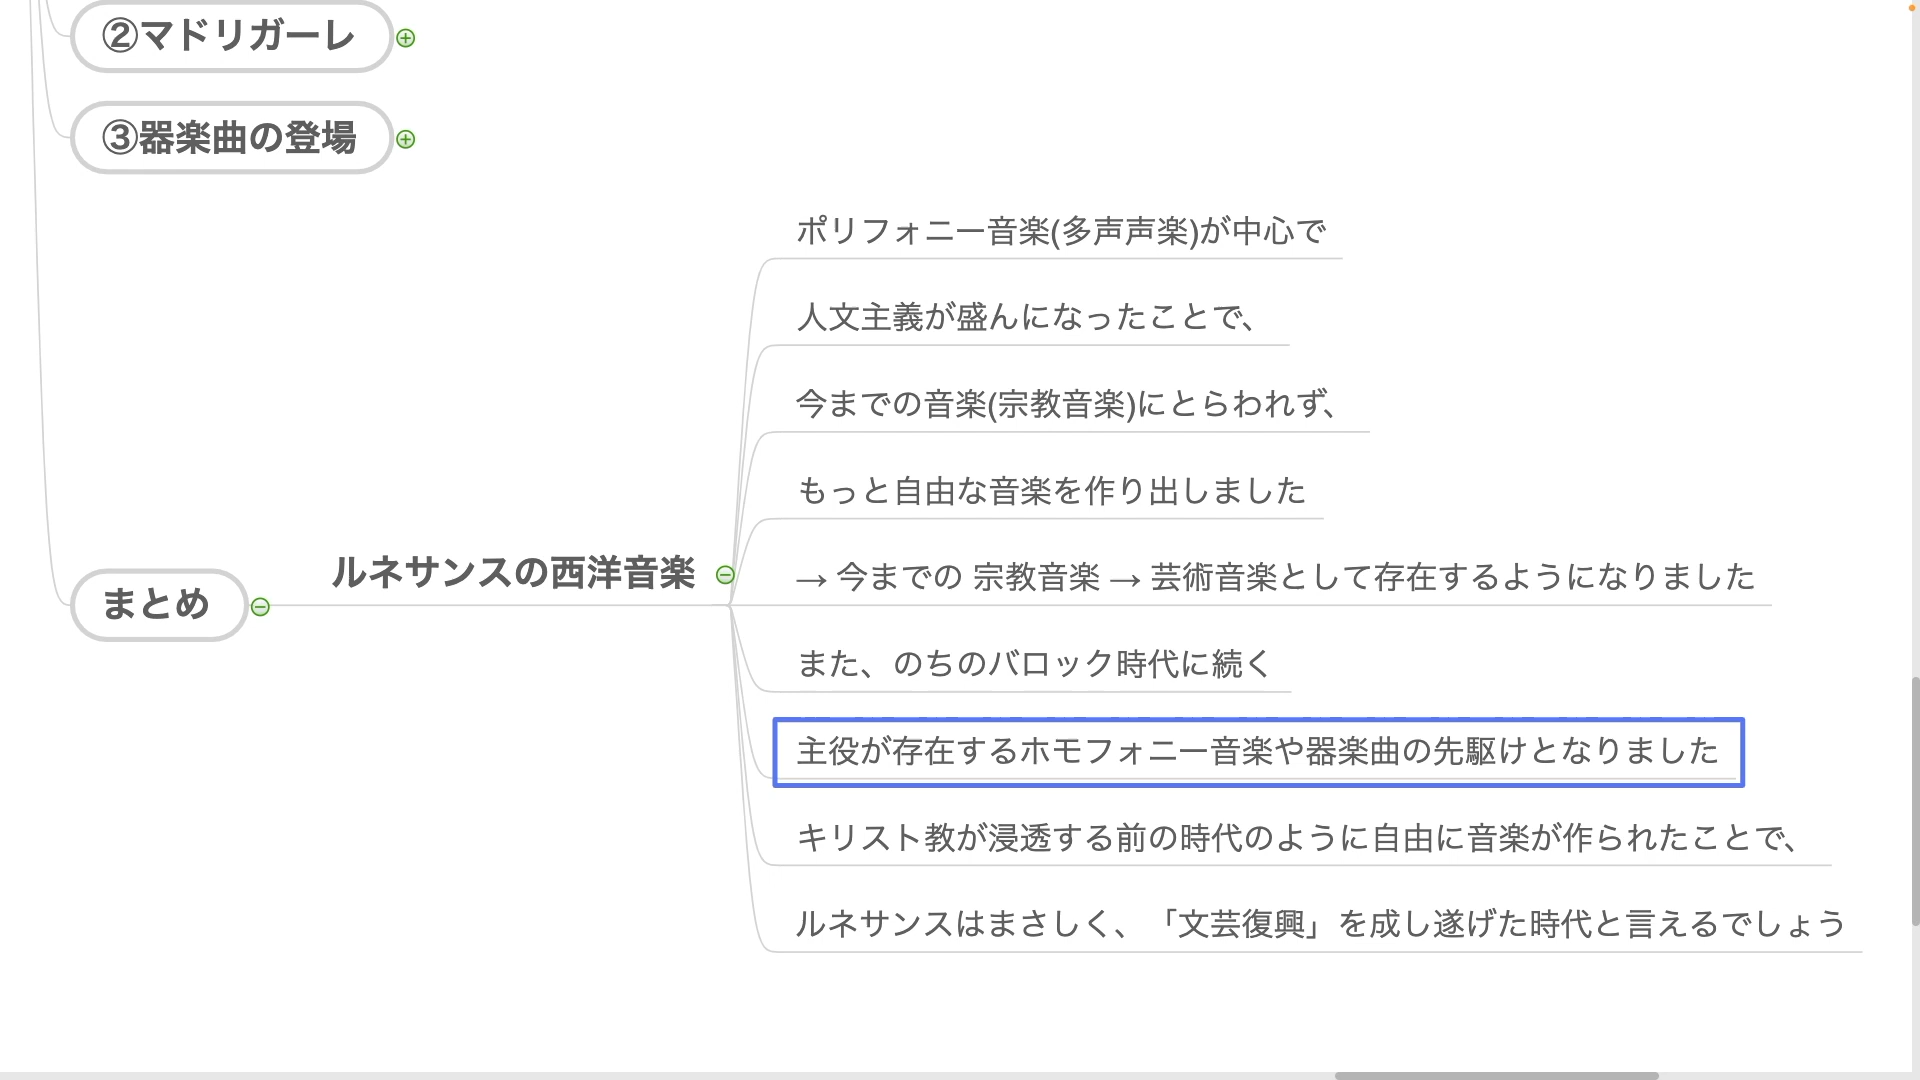 ②マドリガーレ
③器楽曲の登場
ポリフォニー音楽(多声声楽)が中心で
人文主義が盛んになったことで、
今までの音楽(宗教音楽)にとらわれず、
もっと自由な音楽を作り出しました
まとめ
ルネサンスの西洋音楽
→ 今までの 宗教音楽 → 芸術音楽として存在するようになりました
また、のちのバロック時代に続く
主役が存在するホモフォニー音楽や器楽曲の先駆けとなりました
キリスト教が浸透する前の時代のように自由に音楽が作られたことで、
ルネサンスはまさしく、「文芸復興」を成し遂げた時代と言えるでしょう